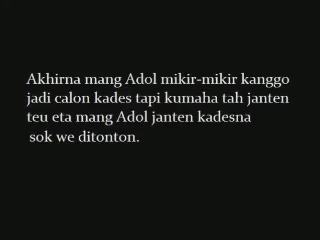 Akhirna mang Adol mikir-mikir kanggo
jadi calon kades tapi kumaha tah janten
teu eta mang Adol janten kadesna
sok we ditonton.